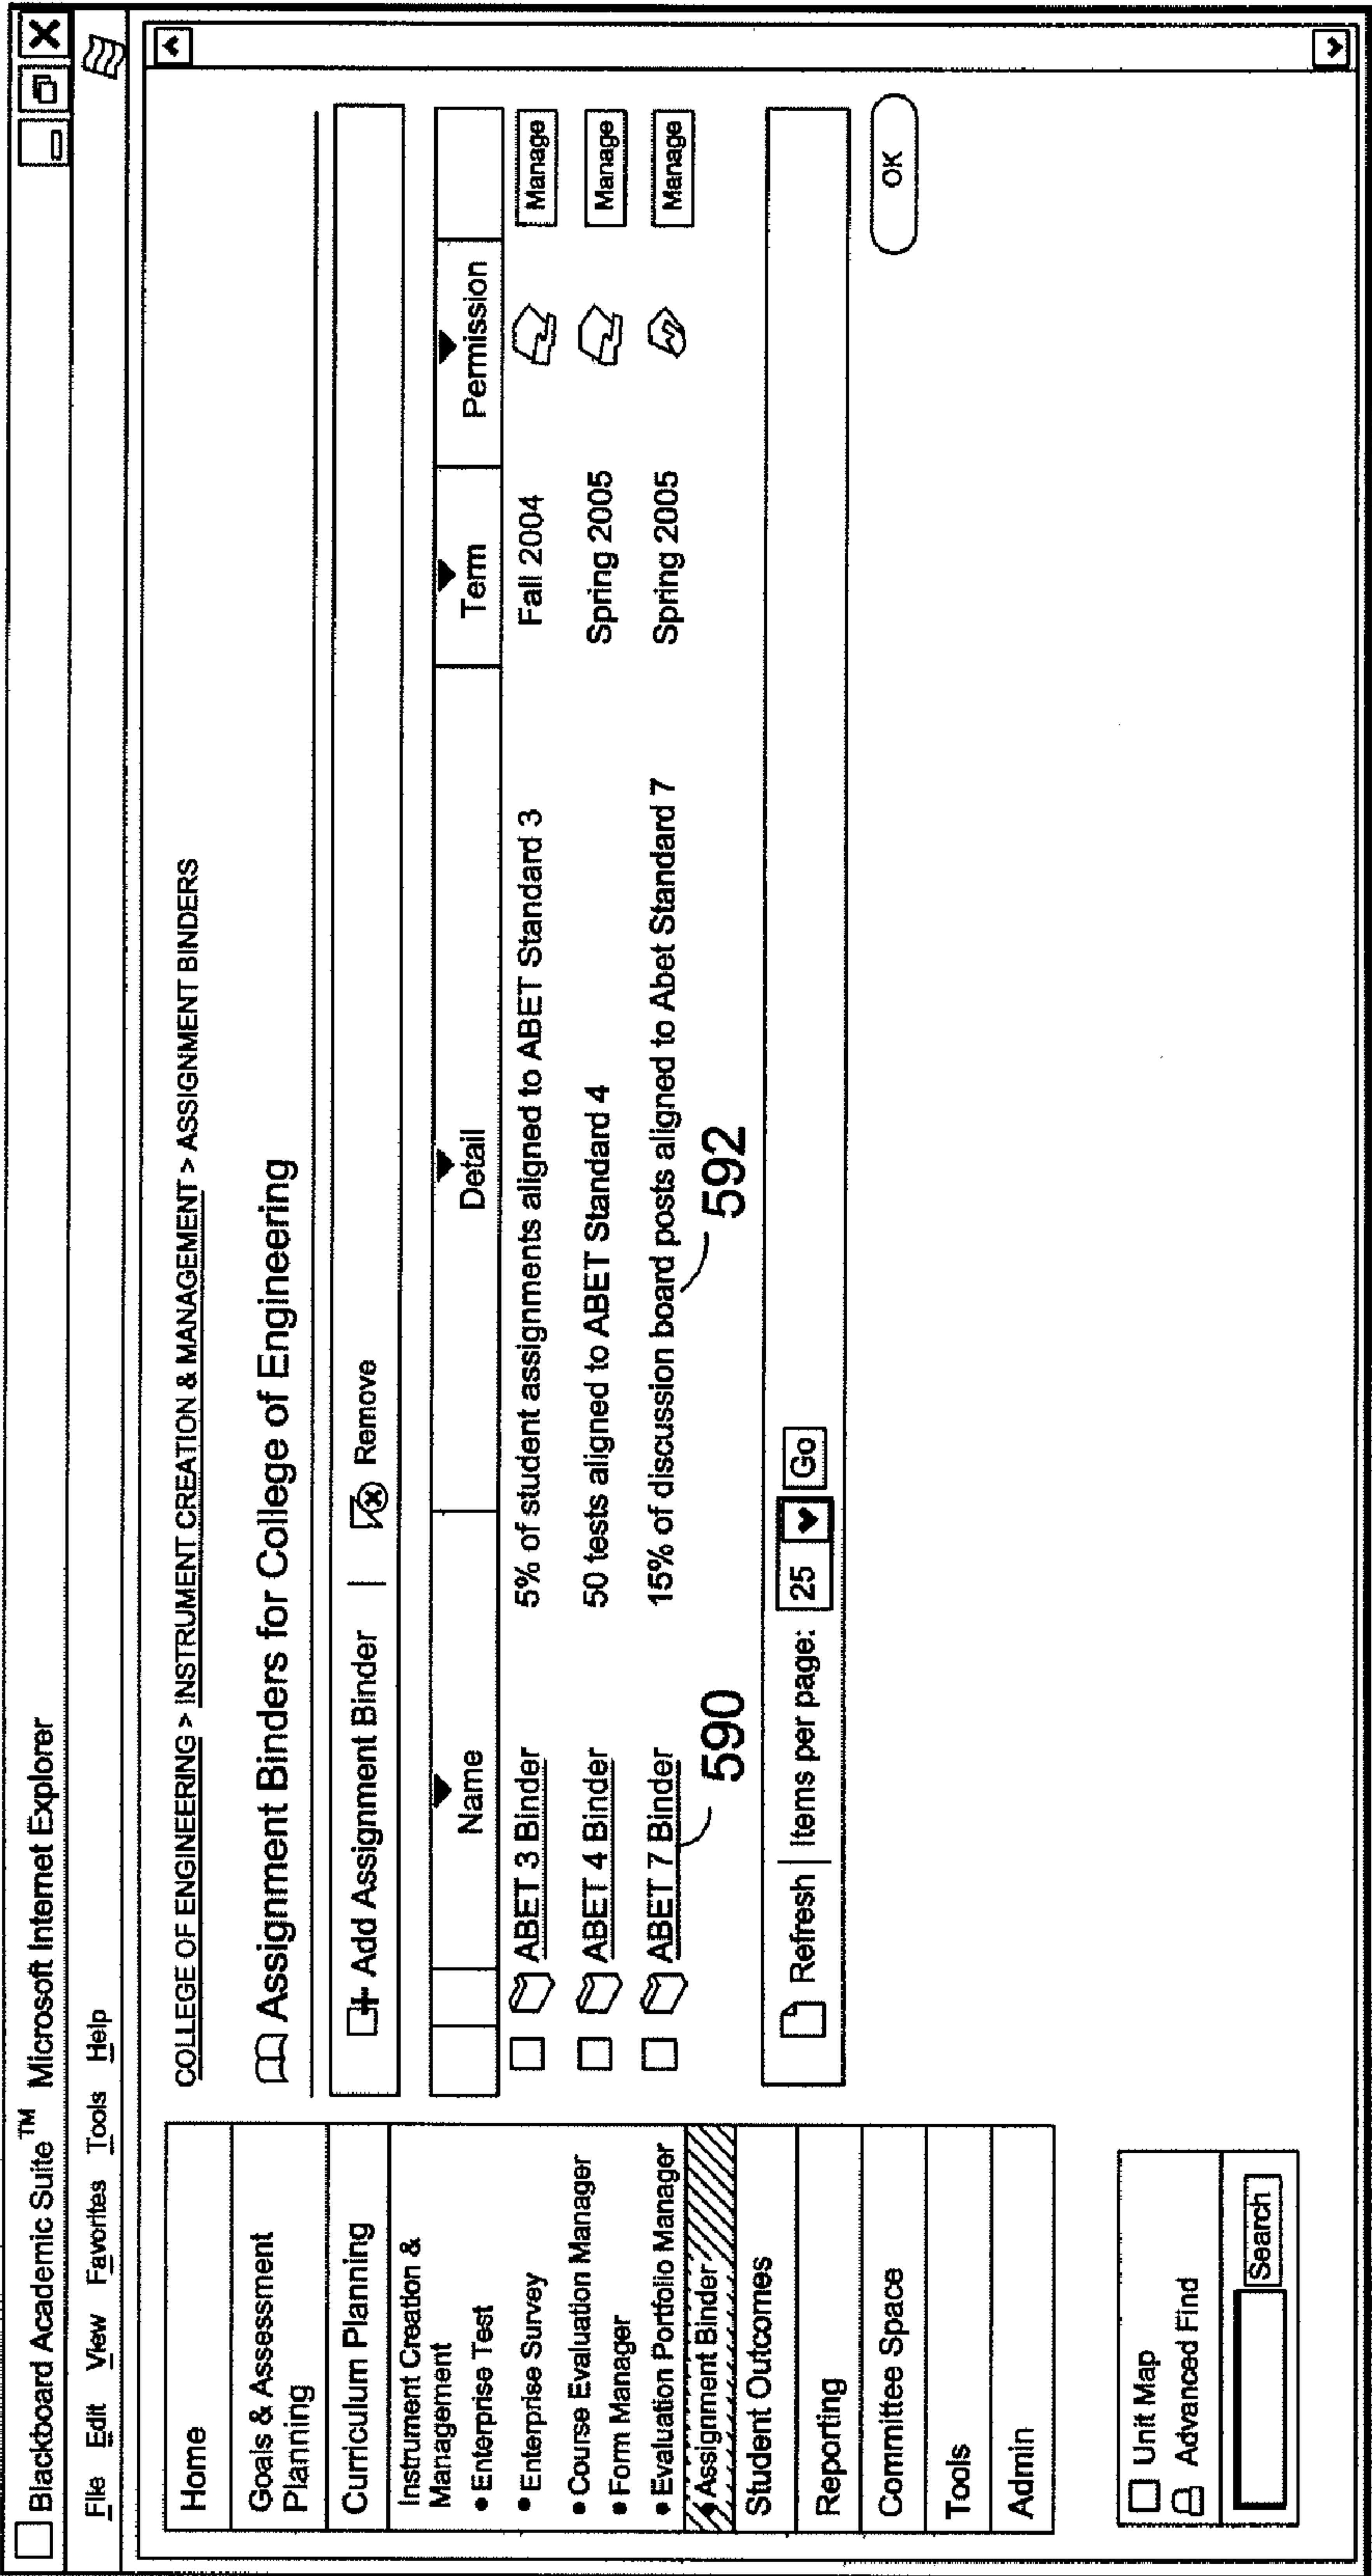 Blackboard Academic Suite™ Microsoft Internet Explorer
File Edit View Favorites Tools Help
Home
Goals & Assessment
Planning
Curriculum Planning
Instrument Creation &
Management
• Enterprise Test
• Enterprise Survey
• Course Evaluation Manager
• Form Manager
• Evaluation Portfolio Manager
• Assignment Binder
Student Outcomes
Reporting
Committee Space
Tools
Admin
Unit Map
Advanced Find
Search
COLLEGE OF ENGINEERING > INSTRUMENT CREATION & MANAGEMENT > ASSIGNMENT BINDERS
Assignment Binders for College of Engineering
Add Assignment Binder | Remove
Name Detail Term Permission
ABET 3 Binder 5% of student assignments aligned to ABET Standard 3 Fall 2004 Manage
ABET 4 Binder 50 tests aligned to ABET Standard 4 Spring 2005 Manage
ABET 7 Binder 15% of discussion board posts aligned to Abet Standard 7 Spring 2005 Manage
590 592
Refresh | Items per page: 25 Go
OK